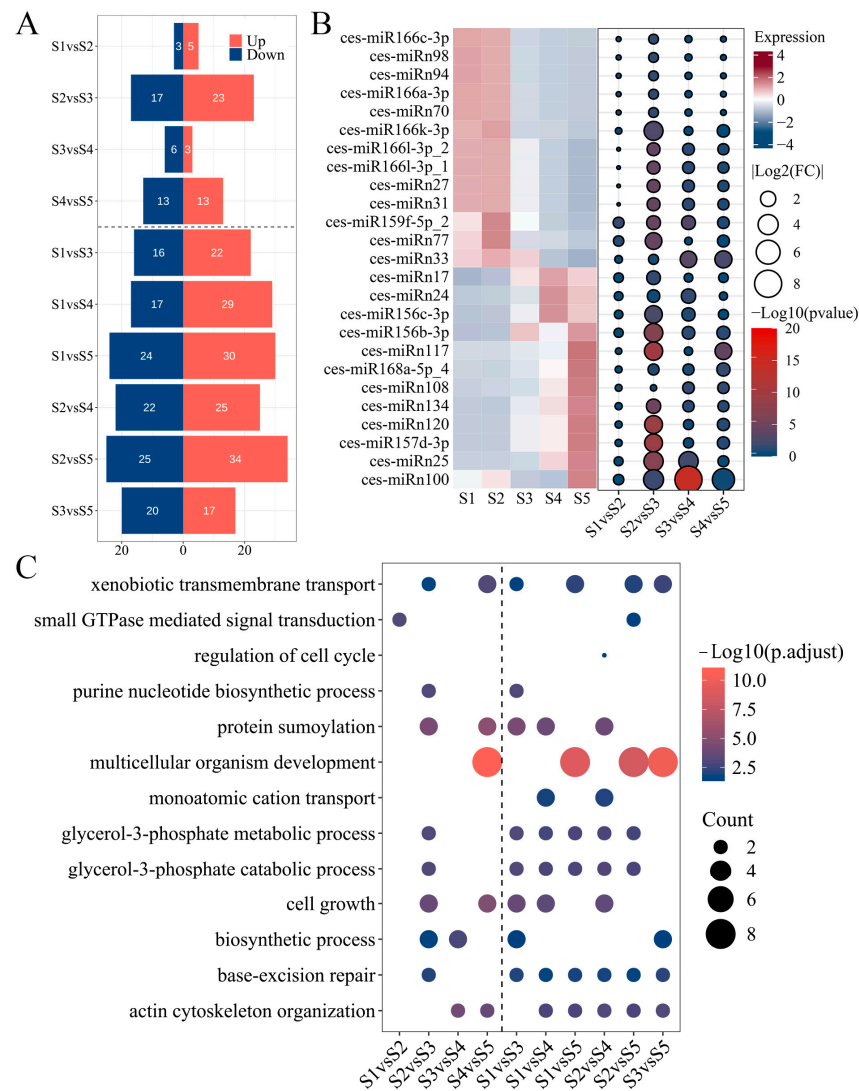 A
S1vsS2
3
5
Up
Down
S2vsS3
17
23
S3vsS4
6
3
S4vsS5
13
13
S1vsS3
16
22
S1vsS4
17
29
S1vsS5
24
30
S2vsS4
22
25
S2vsS5
25
34
S3vsS5
20
17
20
0
20
B
ces-miR166c-3p
ces-miRn98
ces-miRn94
ces-miR166a-3p
ces-miRn70
ces-miR166k-3p
ces-miR166l-3p_2
ces-miR166l-3p_1
ces-miRn27
ces-miRn31
ces-miR159f-5p_2
ces-miRn77
ces-miRn33
ces-miRn17
ces-miRn24
ces-miR156c-3p
ces-miR156b-3p
ces-miRn117
ces-miR168a-5p_4
ces-miRn108
ces-miRn134
ces-miRn120
ces-miR157d-3p
ces-miRn25
ces-miRn100
S1 S2 S3 S4 S5
S1vsS2
S2vsS3
S3vsS4
S4vsS5
Expression
4
2
0
−2
−4
|Log2(FC)|
2
4
6
8
−Log10(pvalue)
20
15
10
5
0
C
xenobiotic transmembrane transport
small GTPase mediated signal transduction
regulation of cell cycle
purine nucleotide biosynthetic process
protein sumoylation
multicellular organism development
monoatomic cation transport
glycerol-3-phosphate metabolic process
glycerol-3-phosphate catabolic process
cell growth
biosynthetic process
base-excision repair
actin cytoskeleton organization
S1vsS2
S2vsS3
S3vsS4
S4vsS5
S1vsS3
S1vsS4
S1vsS5
S2vsS4
S2vsS5
S3vsS5
−Log10(p.adjust)
10.0
7.5
5.0
2.5
Count
2
4
6
8